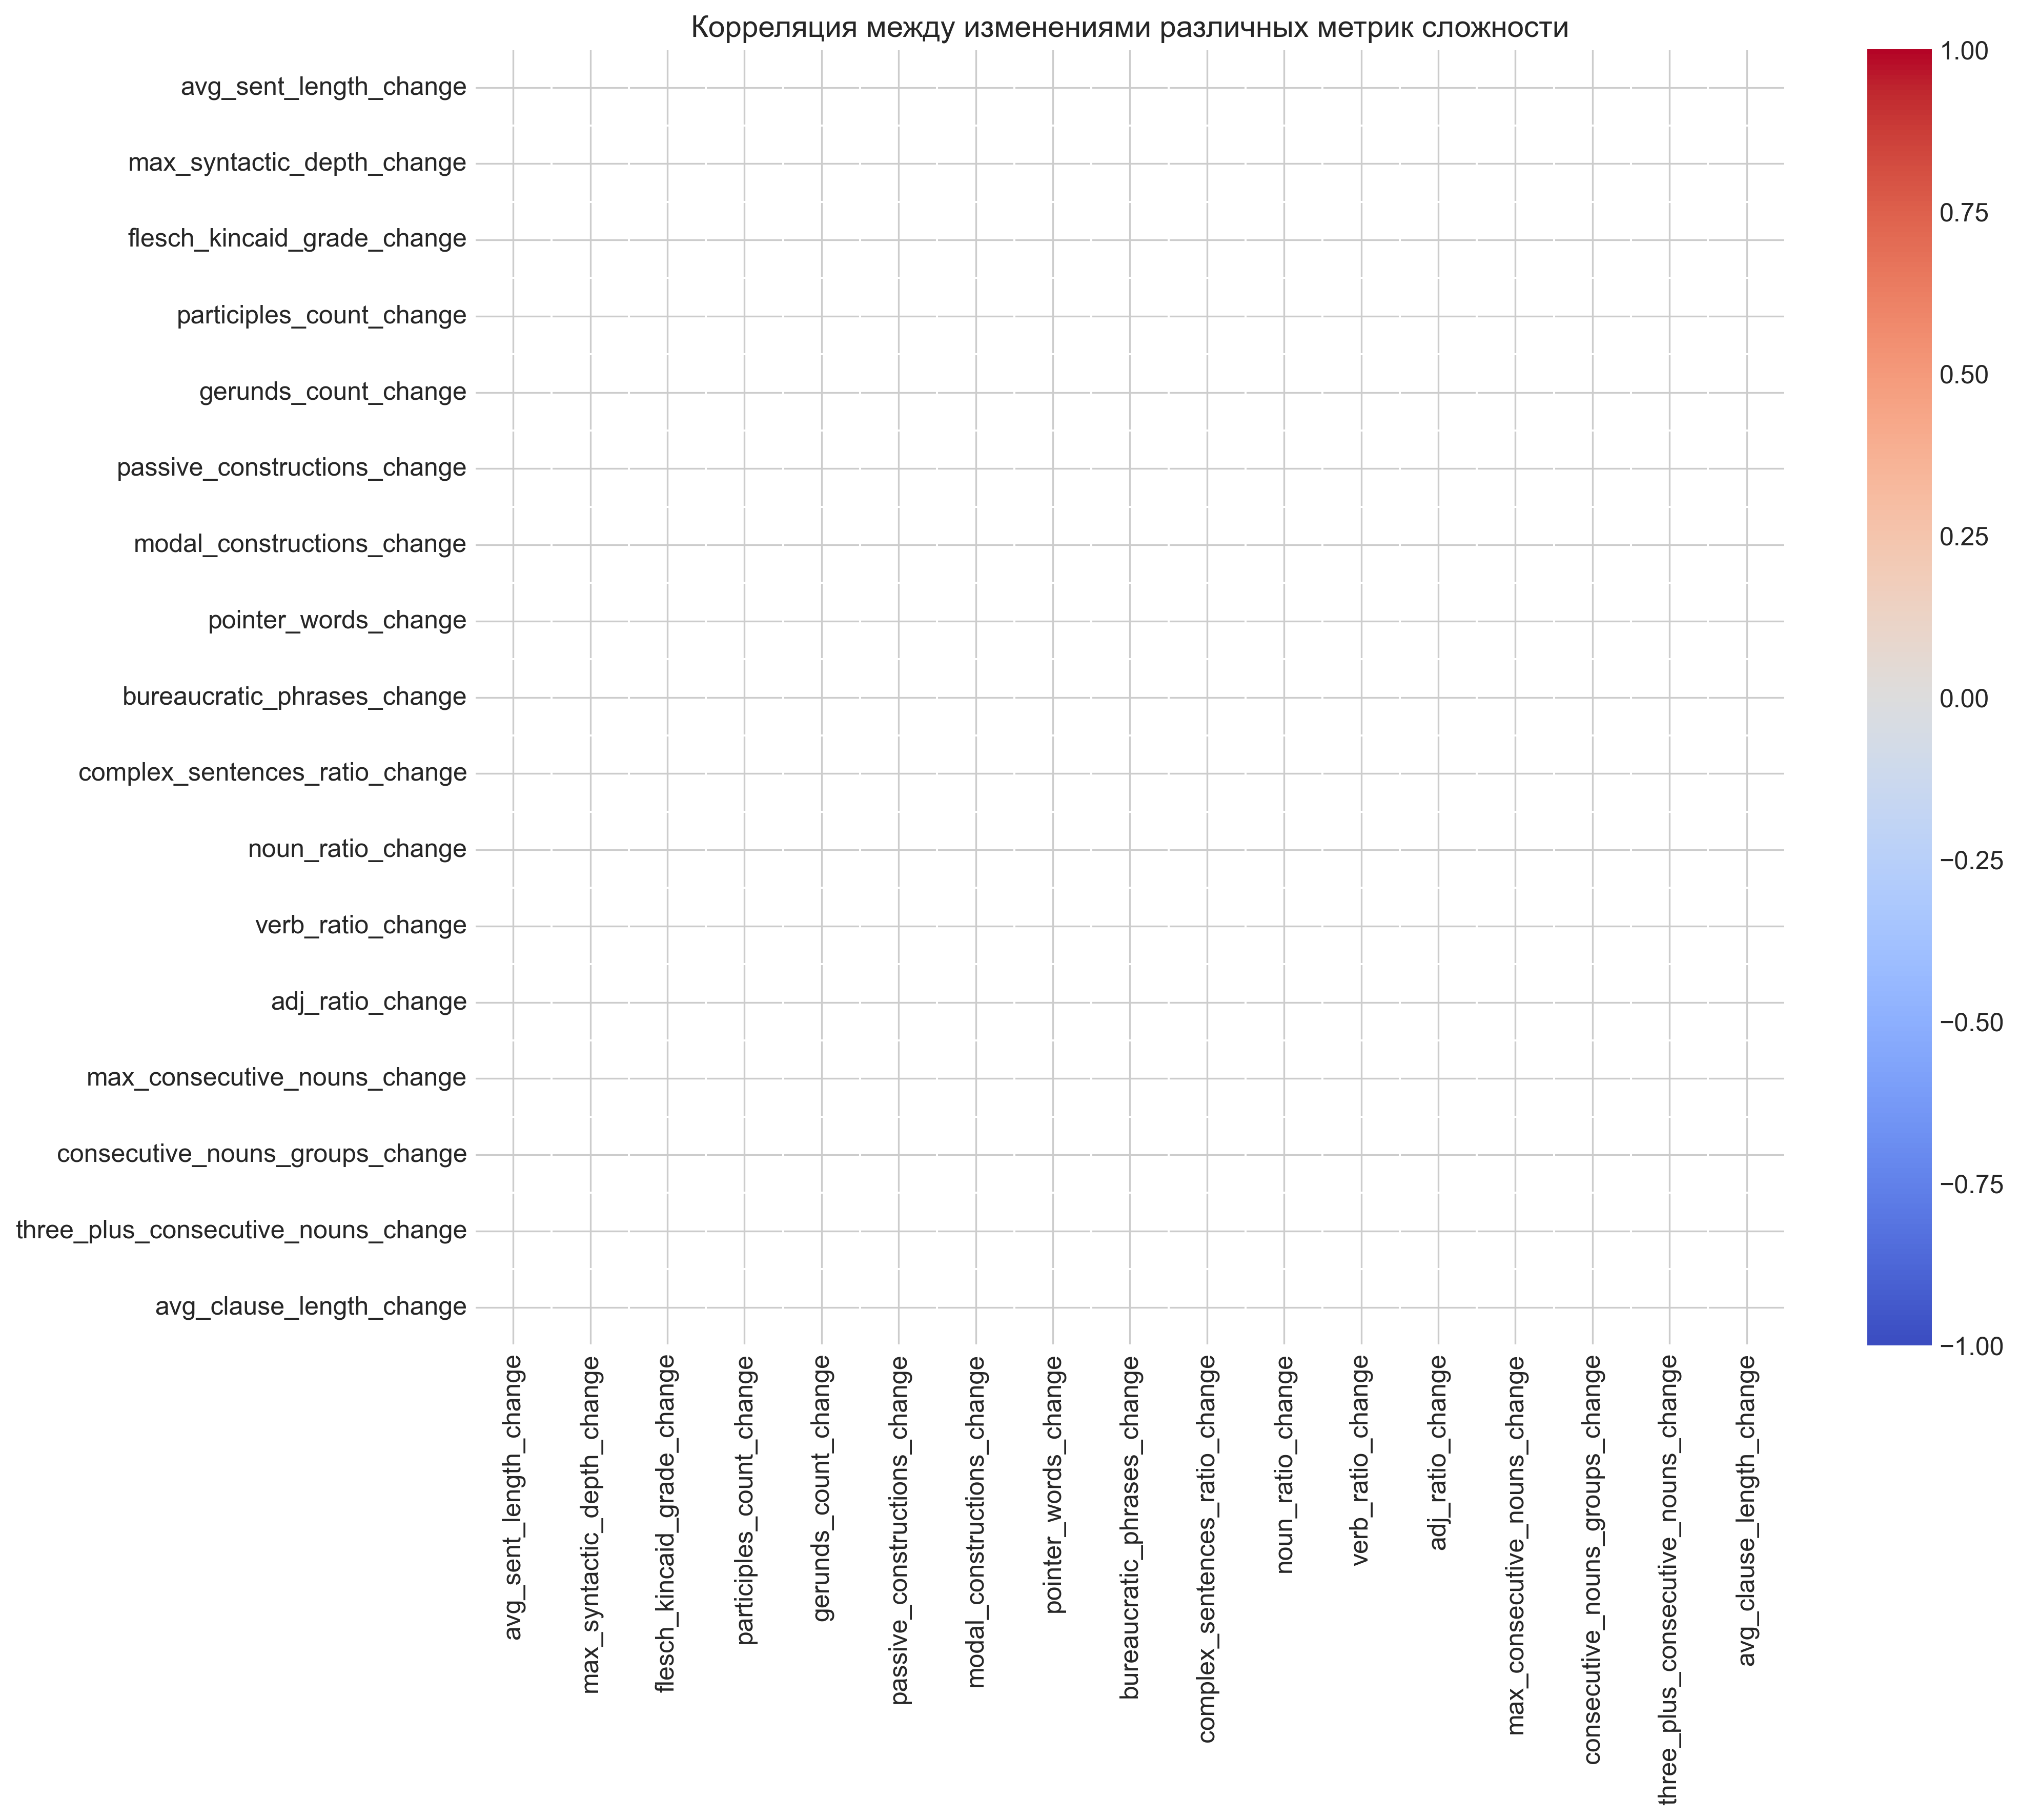 Корреляция между изменениями различных метрик сложности
avg_sent_length_change
max_syntactic_depth_change
flesch_kincaid_grade_change
participles_count_change
gerunds_count_change
passive_constructions_change
modal_constructions_change
pointer_words_change
bureaucratic_phrases_change
complex_sentences_ratio_change
noun_ratio_change
verb_ratio_change
adj_ratio_change
max_consecutive_nouns_change
consecutive_nouns_groups_change
three_plus_consecutive_nouns_change
avg_clause_length_change
avg_sent_length_change
max_syntactic_depth_change
flesch_kincaid_grade_change
participles_count_change
gerunds_count_change
passive_constructions_change
modal_constructions_change
pointer_words_change
bureaucratic_phrases_change
complex_sentences_ratio_change
noun_ratio_change
verb_ratio_change
adj_ratio_change
max_consecutive_nouns_change
consecutive_nouns_groups_change
three_plus_consecutive_nouns_change
avg_clause_length_change
1.00
0.75
0.50
0.25
0.00
−0.25
−0.50
−0.75
−1.00